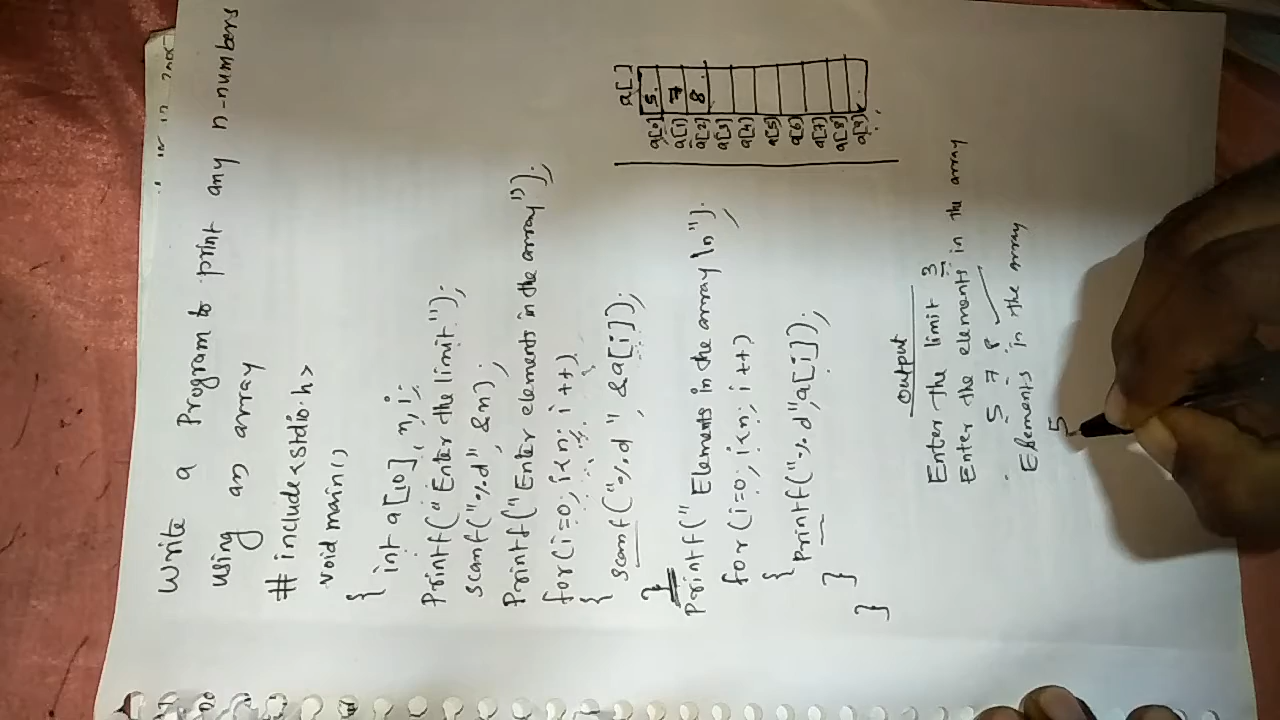 Write a Program to print any n-numbers
using an array
# include<stdio.h>
void main()
{ int a[10], n, i;
Printf("Enter the limit");
scanf("%d", &n);
Printf("Enter elements in the array");
for(i=0; i<n; i++)
{
scanf("%d", &a[i]);
}
Printf("Elements in the array \n");
for(i=0; i<n; i++)
{
Printf("%d", a[i]);
}
}
a[]
5 7 8
a[0] a[1] a[2] a[3] a[4] a[5] a[6] a[7] a[8] a[9]
output
Enter the limit 3
Enter the elements in the array
5 7 8
Elements in the array
5